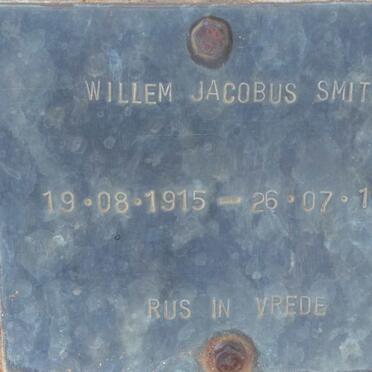 WILLEM JACOBUS SMIT
19·08·1915 – 26·07·1
RUS IN VREDE